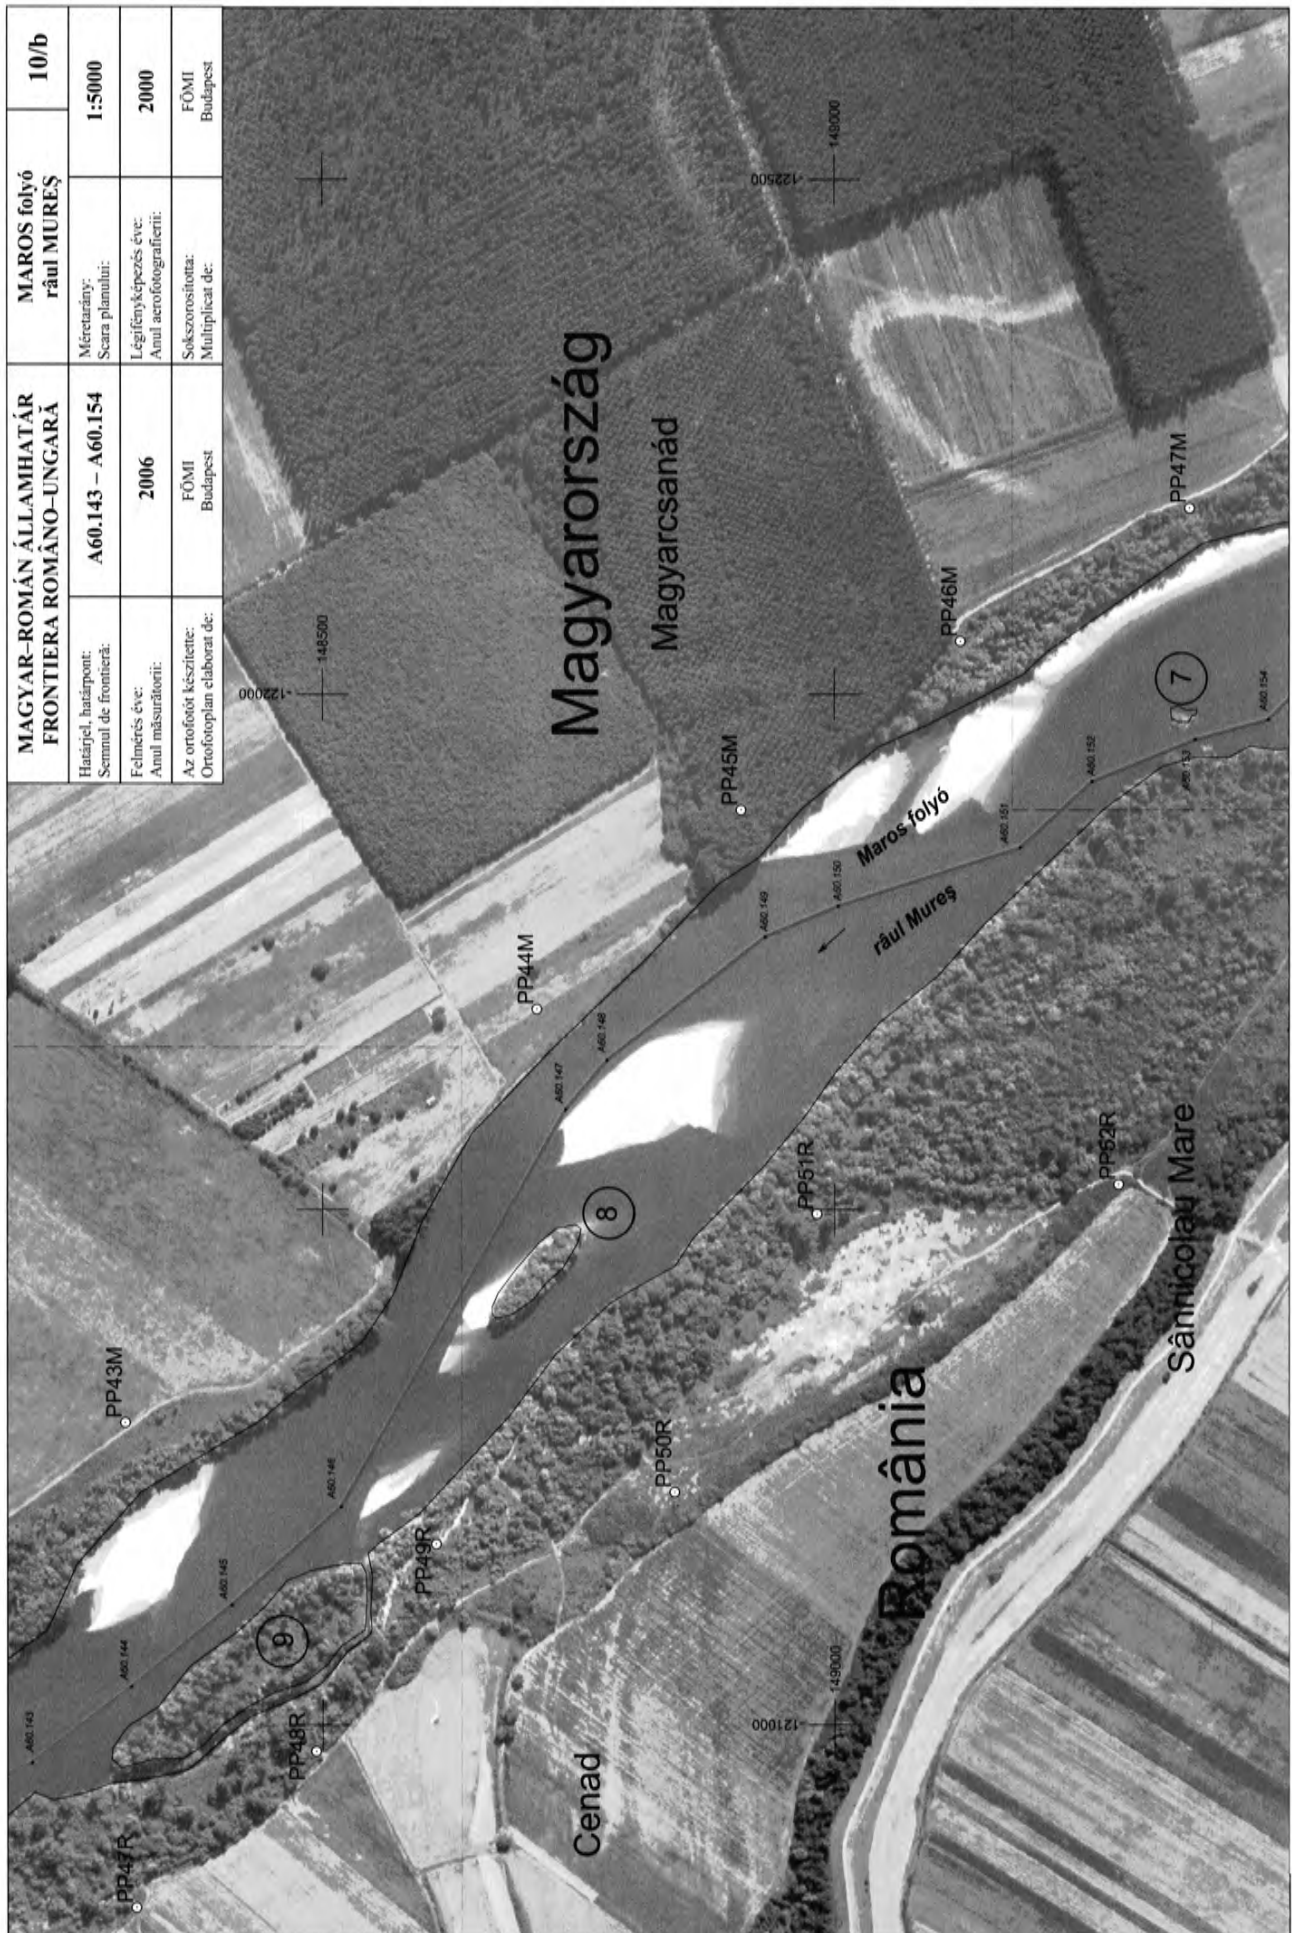 MAGYAR–ROMÁN ÁLLAMHATÁR
FRONTIERA ROMÂNO–UNGARĂ
MAROS folyó
râul MUREȘ
10/b
Határjel, határpont:
Semnul de frontieră:
A60.143 – A60.154
Méretarány:
Scara planului:
1:5000
Felmérés éve:
Anul măsurătorii:
2006
Légifényképezés éve:
Anul aerofotografierii:
2000
Az ortofotót készítette:
Ortofotoplan elaborat de:
FÖMI
Budapest
Sokszorosította:
Multiplicat de:
FÖMI
Budapest
122000
148500
122500
149000
Magyarország
Magyarcsanád
PP43M
PP44M
PP45M
PP46M
PP47M
A60.143
A60.144
A60.145
A60.146
A60.147
A60.148
A60.149
A60.150
A60.151
A60.152
A60.153
A60.154
Maros folyó
râul Mureș
7
8
9
PP47R
PP48R
PP49R
PP50R
PP51R
PP52R
Cenad
România
Sânnicolau Mare
121000
149000